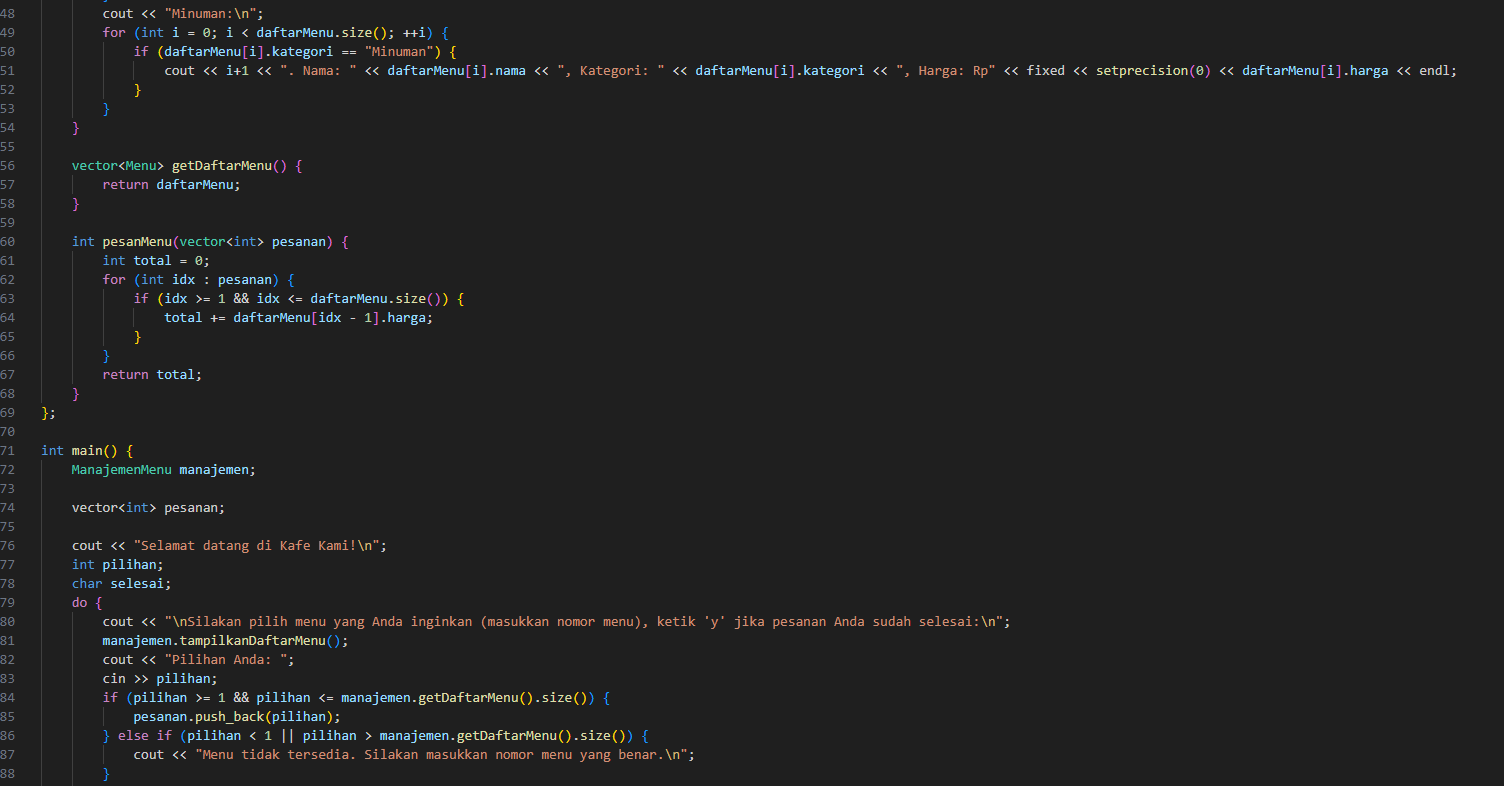 48 cout << "Minuman:\n";
49 for (int i = 0; i < daftarMenu.size(); ++i) {
50 if (daftarMenu[i].kategori == "Minuman") {
51 cout << i+1 << ". Nama: " << daftarMenu[i].nama << ", Kategori: " << daftarMenu[i].kategori << ", Harga: Rp" << fixed << setprecision(0) << daftarMenu[i].harga << endl;
52 }
53 }
54 }
55
56 vector<Menu> getDaftarMenu() {
57 return daftarMenu;
58 }
59
60 int pesanMenu(vector<int> pesanan) {
61 int total = 0;
62 for (int idx : pesanan) {
63 if (idx >= 1 && idx <= daftarMenu.size()) {
64 total += daftarMenu[idx - 1].harga;
65 }
66 }
67 return total;
68 }
69 };
70
71 int main() {
72 ManajemenMenu manajemen;
73
74 vector<int> pesanan;
75
76 cout << "Selamat datang di Kafe Kami!\n";
77 int pilihan;
78 char selesai;
79 do {
80 cout << "\nSilakan pilih menu yang Anda inginkan (masukkan nomor menu), ketik 'y' jika pesanan Anda sudah selesai:\n";
81 manajemen.tampilkanDaftarMenu();
82 cout << "Pilihan Anda: ";
83 cin >> pilihan;
84 if (pilihan >= 1 && pilihan <= manajemen.getDaftarMenu().size()) {
85 pesanan.push_back(pilihan);
86 } else if (pilihan < 1 || pilihan > manajemen.getDaftarMenu().size()) {
87 cout << "Menu tidak tersedia. Silakan masukkan nomor menu yang benar.\n";
88 }